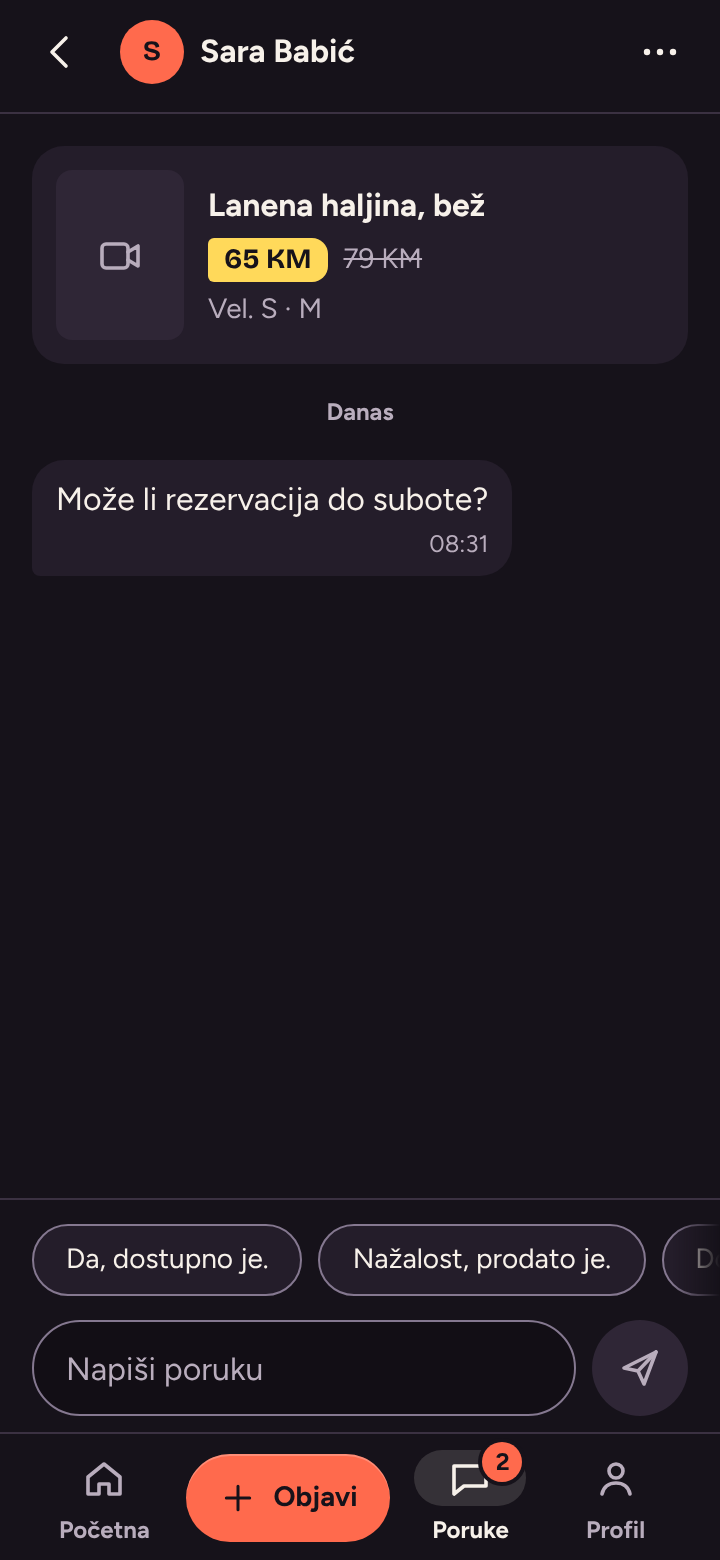 S
Sara Babić
Lanena haljina, bež
65 KM 79 KM
Vel. S · M
Danas
Može li rezervacija do subote?
08:31
Da, dostupno je.
Nažalost, prodato je.
Napiši poruku
2
Početna
Objavi
Poruke
Profil